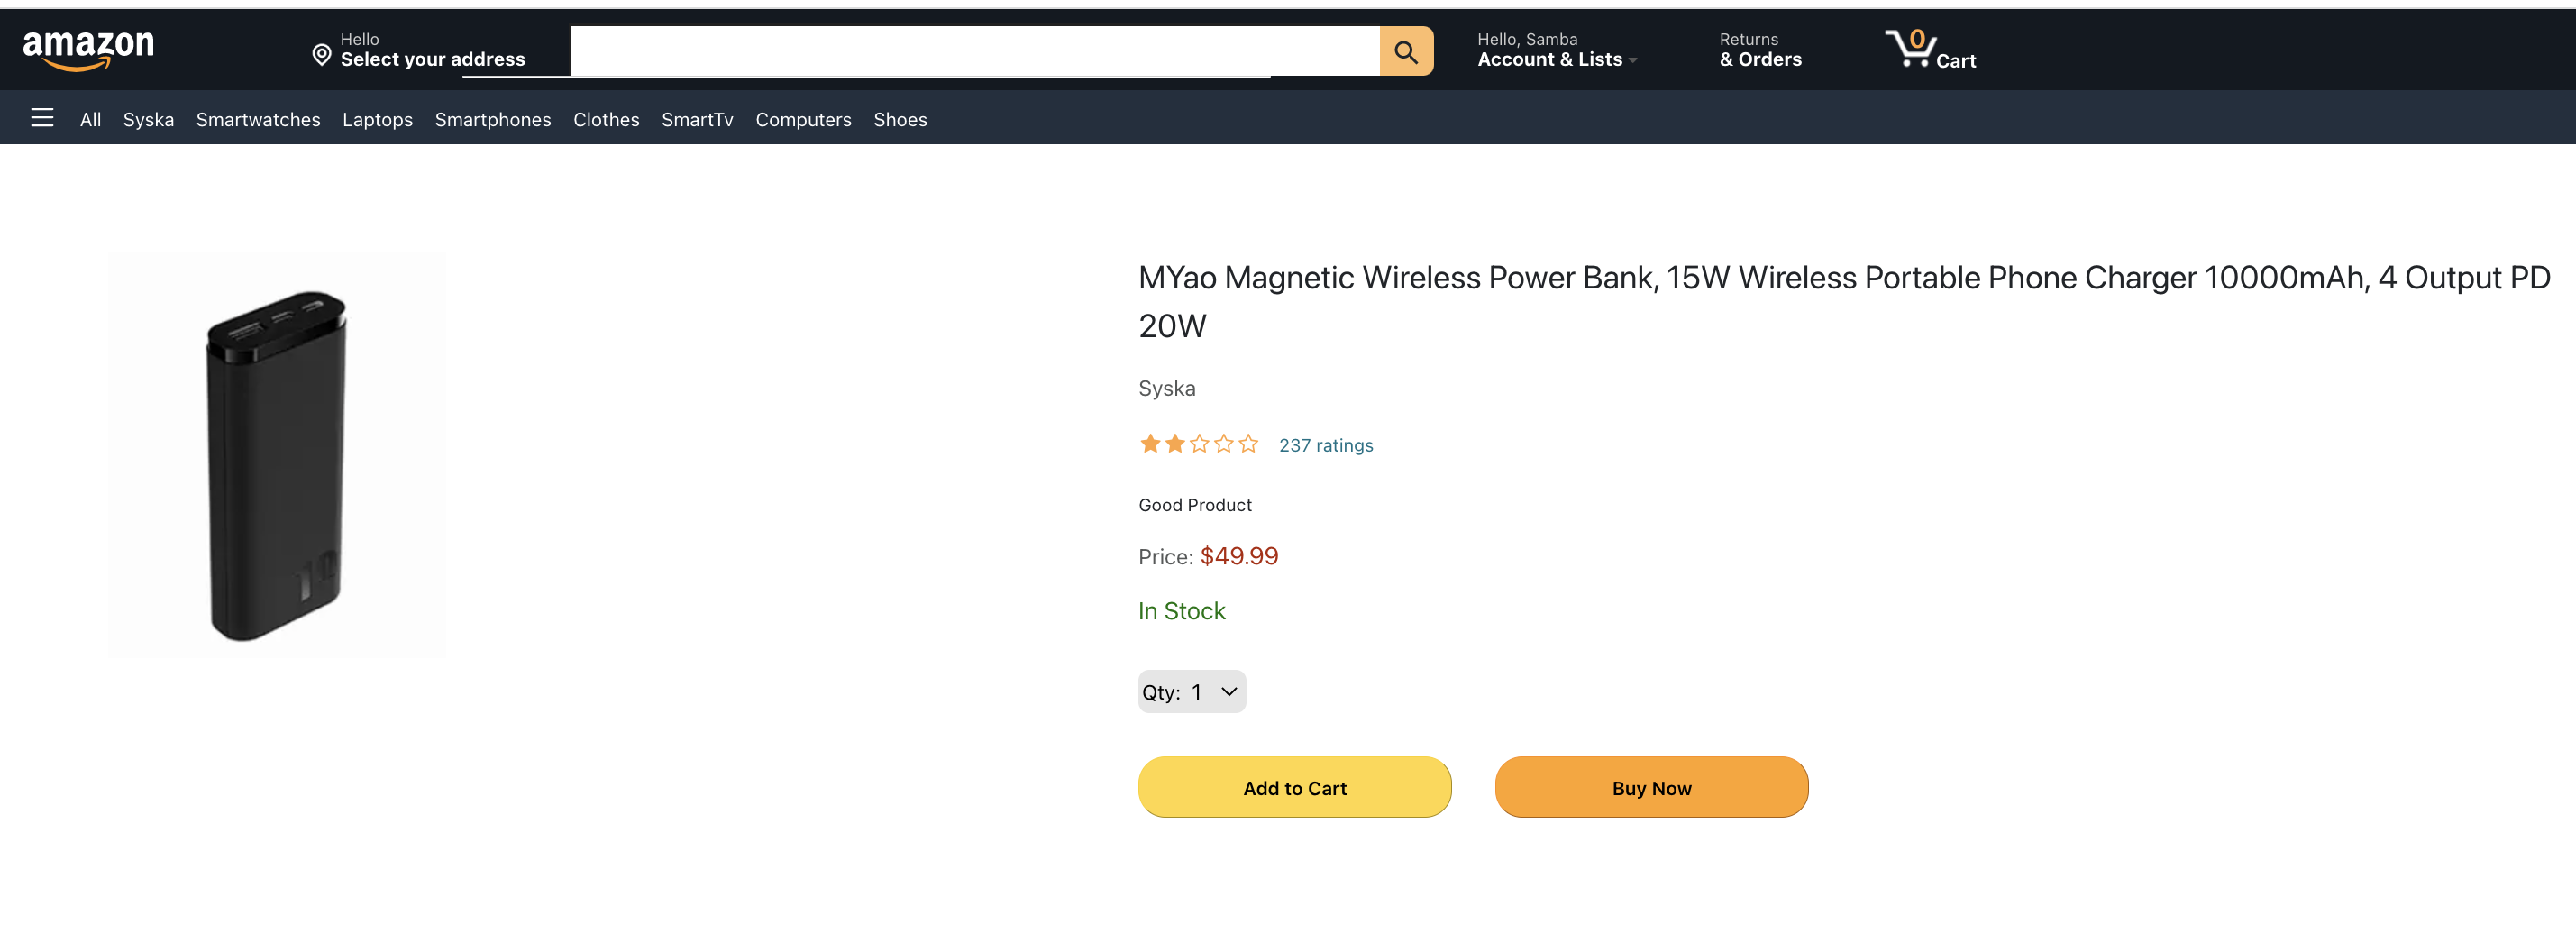 amazon
Hello
Select your address
Hello, Samba
Account & Lists
Returns
& Orders
0
Cart
All Syska Smartwatches Laptops Smartphones Clothes SmartTv Computers Shoes
MYao Magnetic Wireless Power Bank, 15W Wireless Portable Phone Charger 10000mAh, 4 Output PD
20W
Syska
237 ratings
Good Product
Price: $49.99
In Stock
Qty: 1
Add to Cart
Buy Now
10